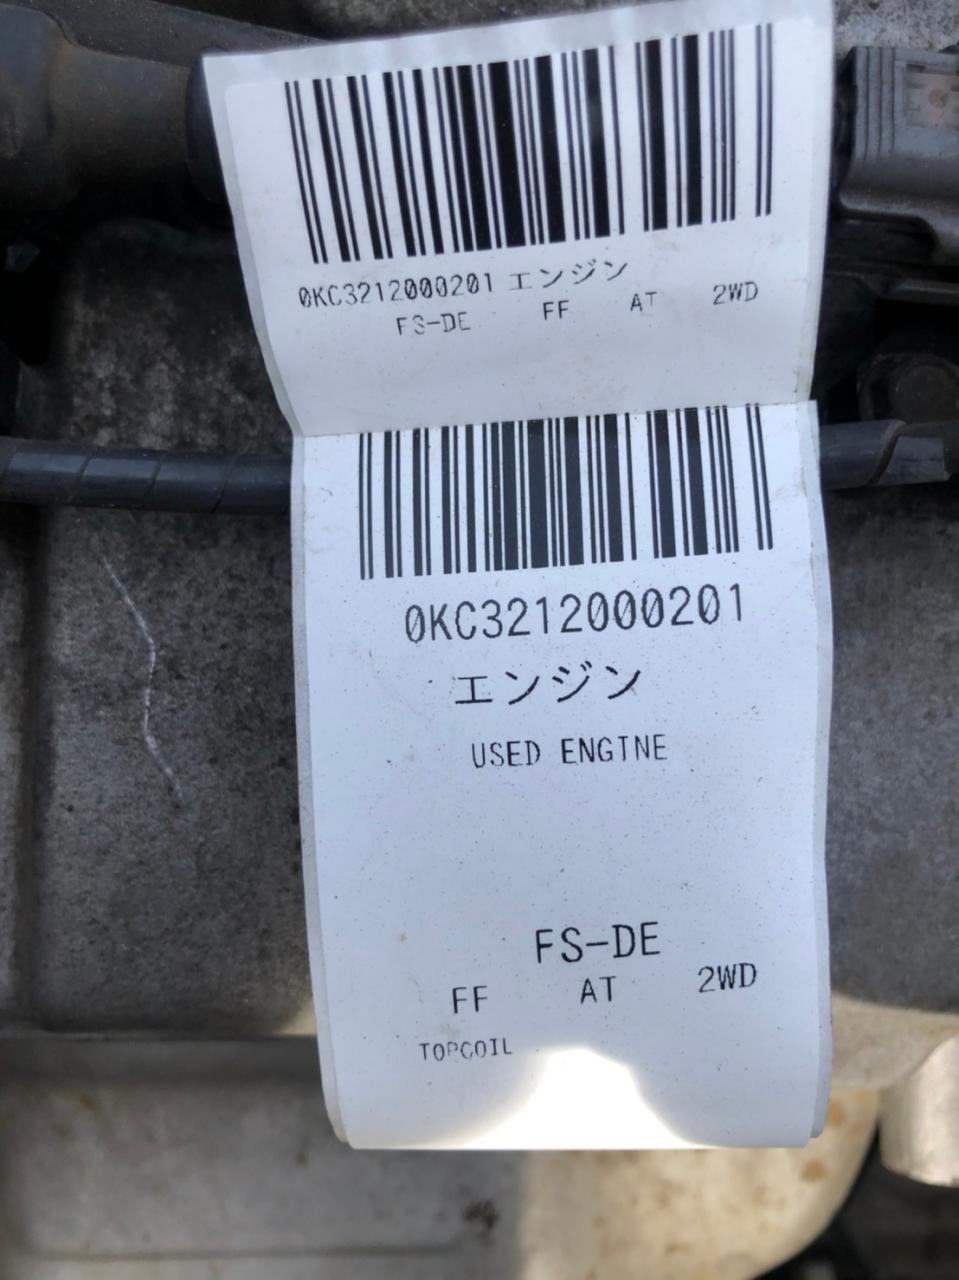 0KC3212000201 エンジン
FS-DE FF AT 2WD
0KC3212000201
エンジン
USED ENGINE
FS-DE
FF AT 2WD
TOPCOIL